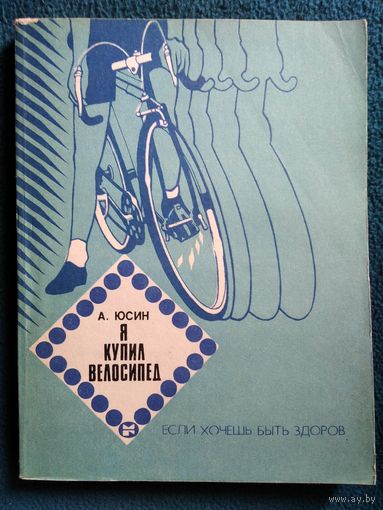 А. ЮСИН
Я
КУПИЛ
ВЕЛОСИПЕД
ЕСЛИ ХОЧЕШЬ БЫТЬ ЗДОРОВ
www.ay.by